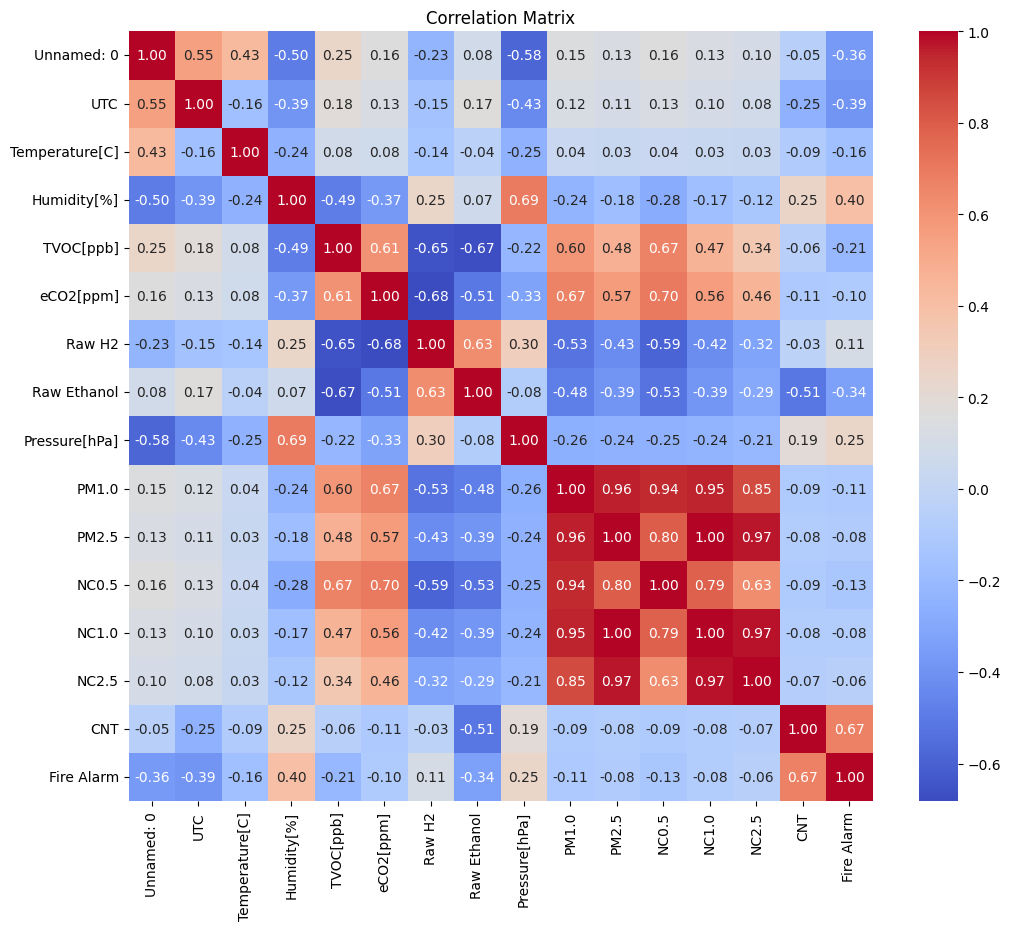 Correlation Matrix
Unnamed: 0 1.00 0.55 0.43 -0.50 0.25 0.16 -0.23 0.08 -0.58 0.15 0.13 0.16 0.13 0.10 -0.05 -0.36
UTC 0.55 1.00 -0.16 -0.39 0.18 0.13 -0.15 0.17 -0.43 0.12 0.11 0.13 0.10 0.08 -0.25 -0.39
Temperature[C] 0.43 -0.16 1.00 -0.24 0.08 0.08 -0.14 -0.04 -0.25 0.04 0.03 0.04 0.03 0.03 -0.09 -0.16
Humidity[%] -0.50 -0.39 -0.24 1.00 -0.49 -0.37 0.25 0.07 0.69 -0.24 -0.18 -0.28 -0.17 -0.12 0.25 0.40
TVOC[ppb] 0.25 0.18 0.08 -0.49 1.00 0.61 -0.65 -0.67 -0.22 0.60 0.48 0.67 0.47 0.34 -0.06 -0.21
eCO2[ppm] 0.16 0.13 0.08 -0.37 0.61 1.00 -0.68 -0.51 -0.33 0.67 0.57 0.70 0.56 0.46 -0.11 -0.10
Raw H2 -0.23 -0.15 -0.14 0.25 -0.65 -0.68 1.00 0.63 0.30 -0.53 -0.43 -0.59 -0.42 -0.32 -0.03 0.11
Raw Ethanol 0.08 0.17 -0.04 0.07 -0.67 -0.51 0.63 1.00 -0.08 -0.48 -0.39 -0.53 -0.39 -0.29 -0.51 -0.34
Pressure[hPa] -0.58 -0.43 -0.25 0.69 -0.22 -0.33 0.30 -0.08 1.00 -0.26 -0.24 -0.25 -0.24 -0.21 0.19 0.25
PM1.0 0.15 0.12 0.04 -0.24 0.60 0.67 -0.53 -0.48 -0.26 1.00 0.96 0.94 0.95 0.85 -0.09 -0.11
PM2.5 0.13 0.11 0.03 -0.18 0.48 0.57 -0.43 -0.39 -0.24 0.96 1.00 0.80 1.00 0.97 -0.08 -0.08
NC0.5 0.16 0.13 0.04 -0.28 0.67 0.70 -0.59 -0.53 -0.25 0.94 0.80 1.00 0.79 0.63 -0.09 -0.13
NC1.0 0.13 0.10 0.03 -0.17 0.47 0.56 -0.42 -0.39 -0.24 0.95 1.00 0.79 1.00 0.97 -0.08 -0.08
NC2.5 0.10 0.08 0.03 -0.12 0.34 0.46 -0.32 -0.29 -0.21 0.85 0.97 0.63 0.97 1.00 -0.07 -0.06
CNT -0.05 -0.25 -0.09 0.25 -0.06 -0.11 -0.03 -0.51 0.19 -0.09 -0.08 -0.09 -0.08 -0.07 1.00 0.67
Fire Alarm -0.36 -0.39 -0.16 0.40 -0.21 -0.10 0.11 -0.34 0.25 -0.11 -0.08 -0.13 -0.08 -0.06 0.67 1.00
Unnamed: 0
UTC
Temperature[C]
Humidity[%]
TVOC[ppb]
eCO2[ppm]
Raw H2
Raw Ethanol
Pressure[hPa]
PM1.0
PM2.5
NC0.5
NC1.0
NC2.5
CNT
Fire Alarm
1.0
0.8
0.6
0.4
0.2
0.0
−0.2
−0.4
−0.6